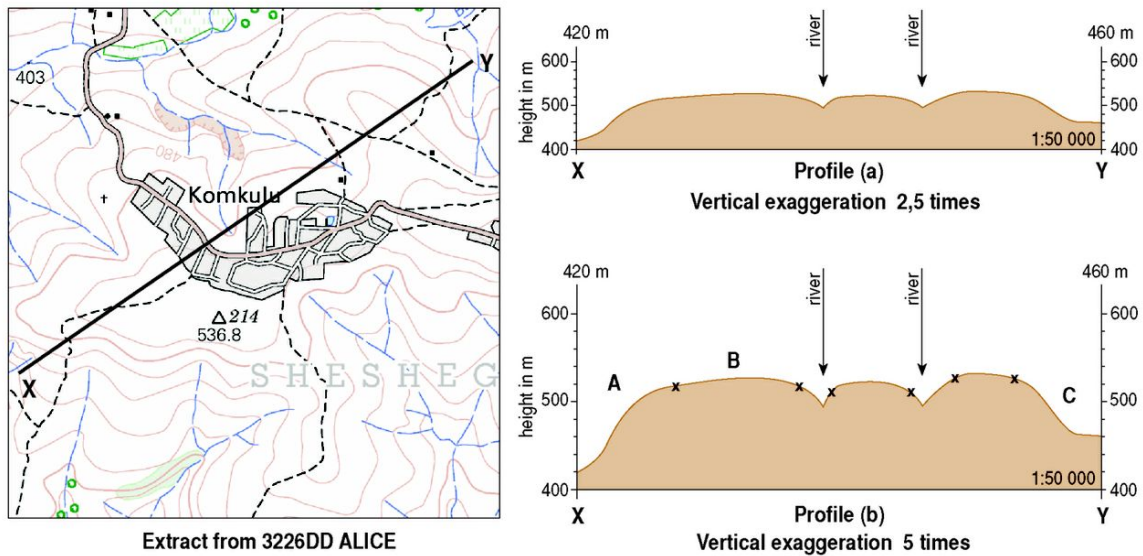 403
480
Komkulu
Y
X
214
536.8
SHESHEG
Extract from 3226DD ALICE
420 m
river
river
460 m
600
600
500
500
400
400
height in m
1:50 000
X
Profile (a)
Y
Vertical exaggeration 2,5 times
420 m
river
river
460 m
600
600
500
500
400
400
height in m
A
B
C
x
x
x
x
x
x
1:50 000
X
Profile (b)
Y
Vertical exaggeration 5 times